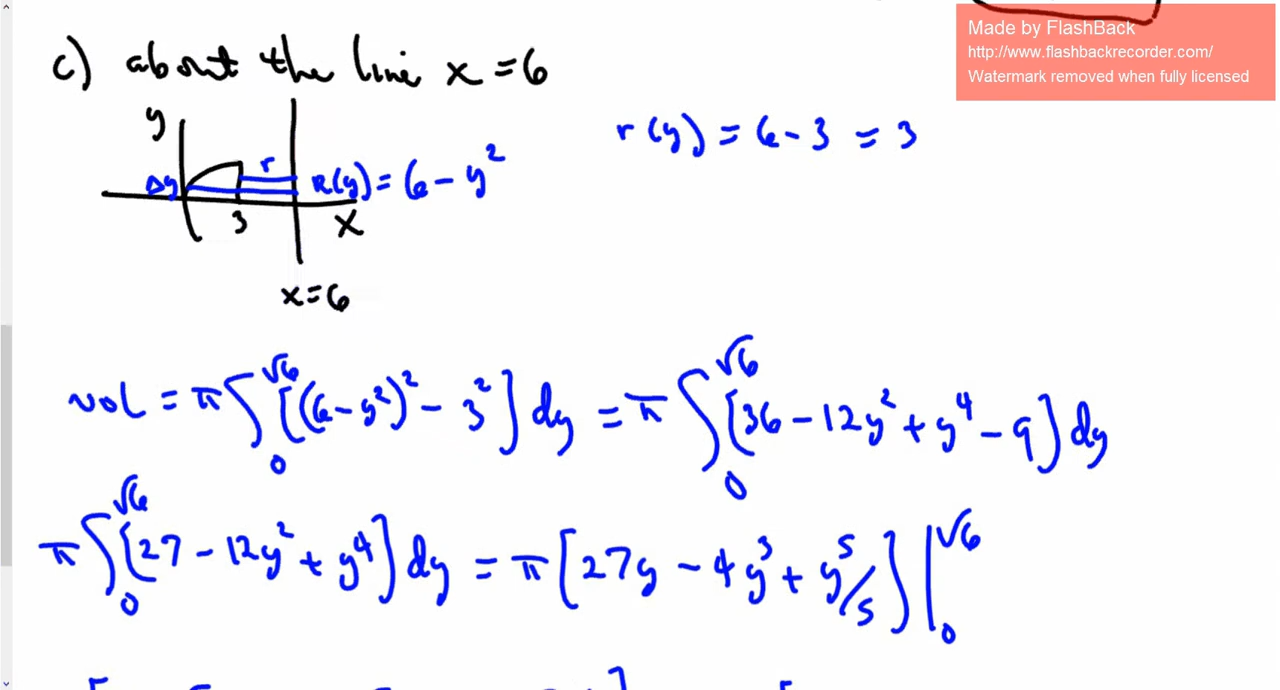 Made by FlashBack
http://www.flashbackrecorder.com/
Watermark removed when fully licensed
c) about the line x = 6
y
r(y) = 6 - 3 = 3
r
Δy
R(y) = 6 - y²
3
x
x = 6
vol = π ∫₀^√6 [(6 - y²)² - 3²] dy = π ∫₀^√6 [36 - 12y² + y⁴ - 9] dy
π ∫₀^√6 [27 - 12y² + y⁴] dy = π [27y - 4y³ + y⁵/5] |₀^√6